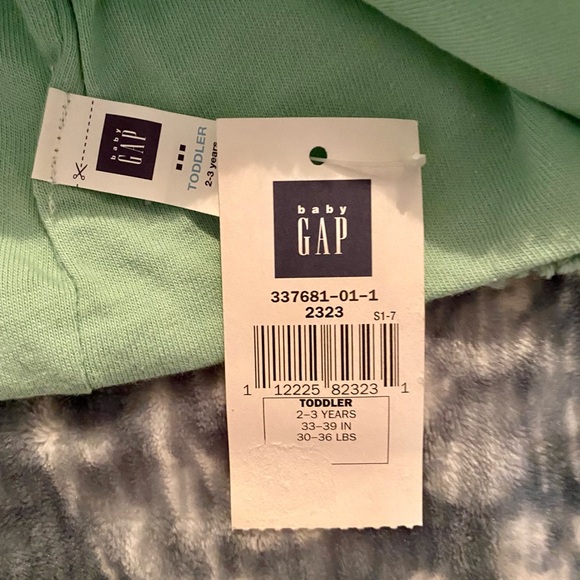 baby
GAP
TODDLER
2-3 years
baby
GAP
337681-01-1
2323
S1-7
1 12225 82323 1
TODDLER
2-3 YEARS
33-39 IN
30-36 LBS